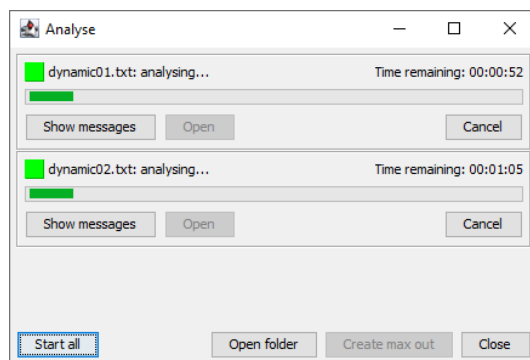 Analyse
dynamic01.txt: analysing... Time remaining: 00:00:52
Show messages Open Cancel
dynamic02.txt: analysing... Time remaining: 00:01:05
Show messages Open Cancel
Start all Open folder Create max out Close